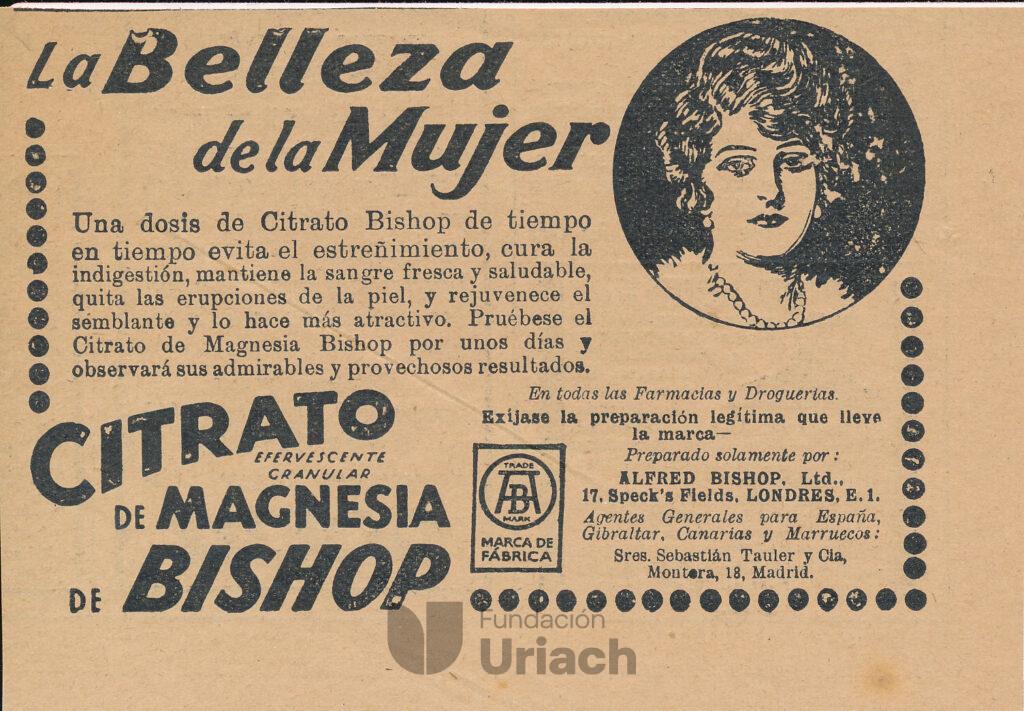 La Belleza
de la Mujer
Una dosis de Citrato Bishop de tiempo
en tiempo evita el estreñimiento, cura la
indigestión, mantiene la sangre fresca y saludable,
quita las erupciones de la piel, y rejuvenece el
semblante y lo hace más atractivo. Pruébese el
Citrato de Magnesia Bishop por unos días y
observará sus admirables y provechosos resultados.
CITRATO
EFERVESCENTE
GRANULAR
DE MAGNESIA
DE BISHOP
En todas las Farmacias y Droguerías.
Exíjase la preparación legítima que lleve
la marca—
TRADE
AB
MARK
MARCA DE
FÁBRICA
Preparado solamente por:
ALFRED BISHOP, Ltd.,
17, Speck's Fields, LONDRES, E. 1.
Agentes Generales para España,
Gibraltar, Canarias y Marruecos:
Sres. Sebastián Tauler y Cia,
Montera, 18, Madrid.
Fundación
Uriach